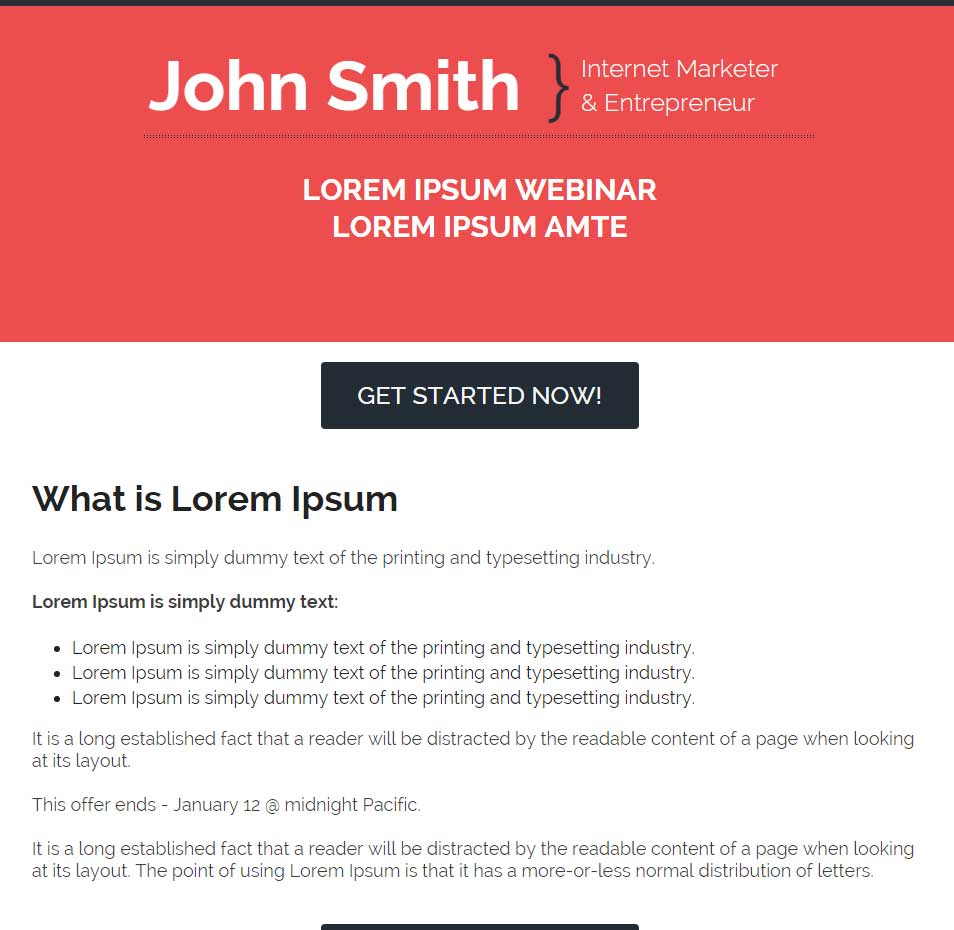 John Smith } Internet Marketer
& Entrepreneur
LOREM IPSUM WEBINAR
LOREM IPSUM AMTE
GET STARTED NOW!
What is Lorem Ipsum
Lorem Ipsum is simply dummy text of the printing and typesetting industry.
Lorem Ipsum is simply dummy text:
• Lorem Ipsum is simply dummy text of the printing and typesetting industry.
• Lorem Ipsum is simply dummy text of the printing and typesetting industry.
• Lorem Ipsum is simply dummy text of the printing and typesetting industry.
It is a long established fact that a reader will be distracted by the readable content of a page when looking
at its layout.
This offer ends - January 12 @ midnight Pacific.
It is a long established fact that a reader will be distracted by the readable content of a page when looking
at its layout. The point of using Lorem Ipsum is that it has a more-or-less normal distribution of letters.